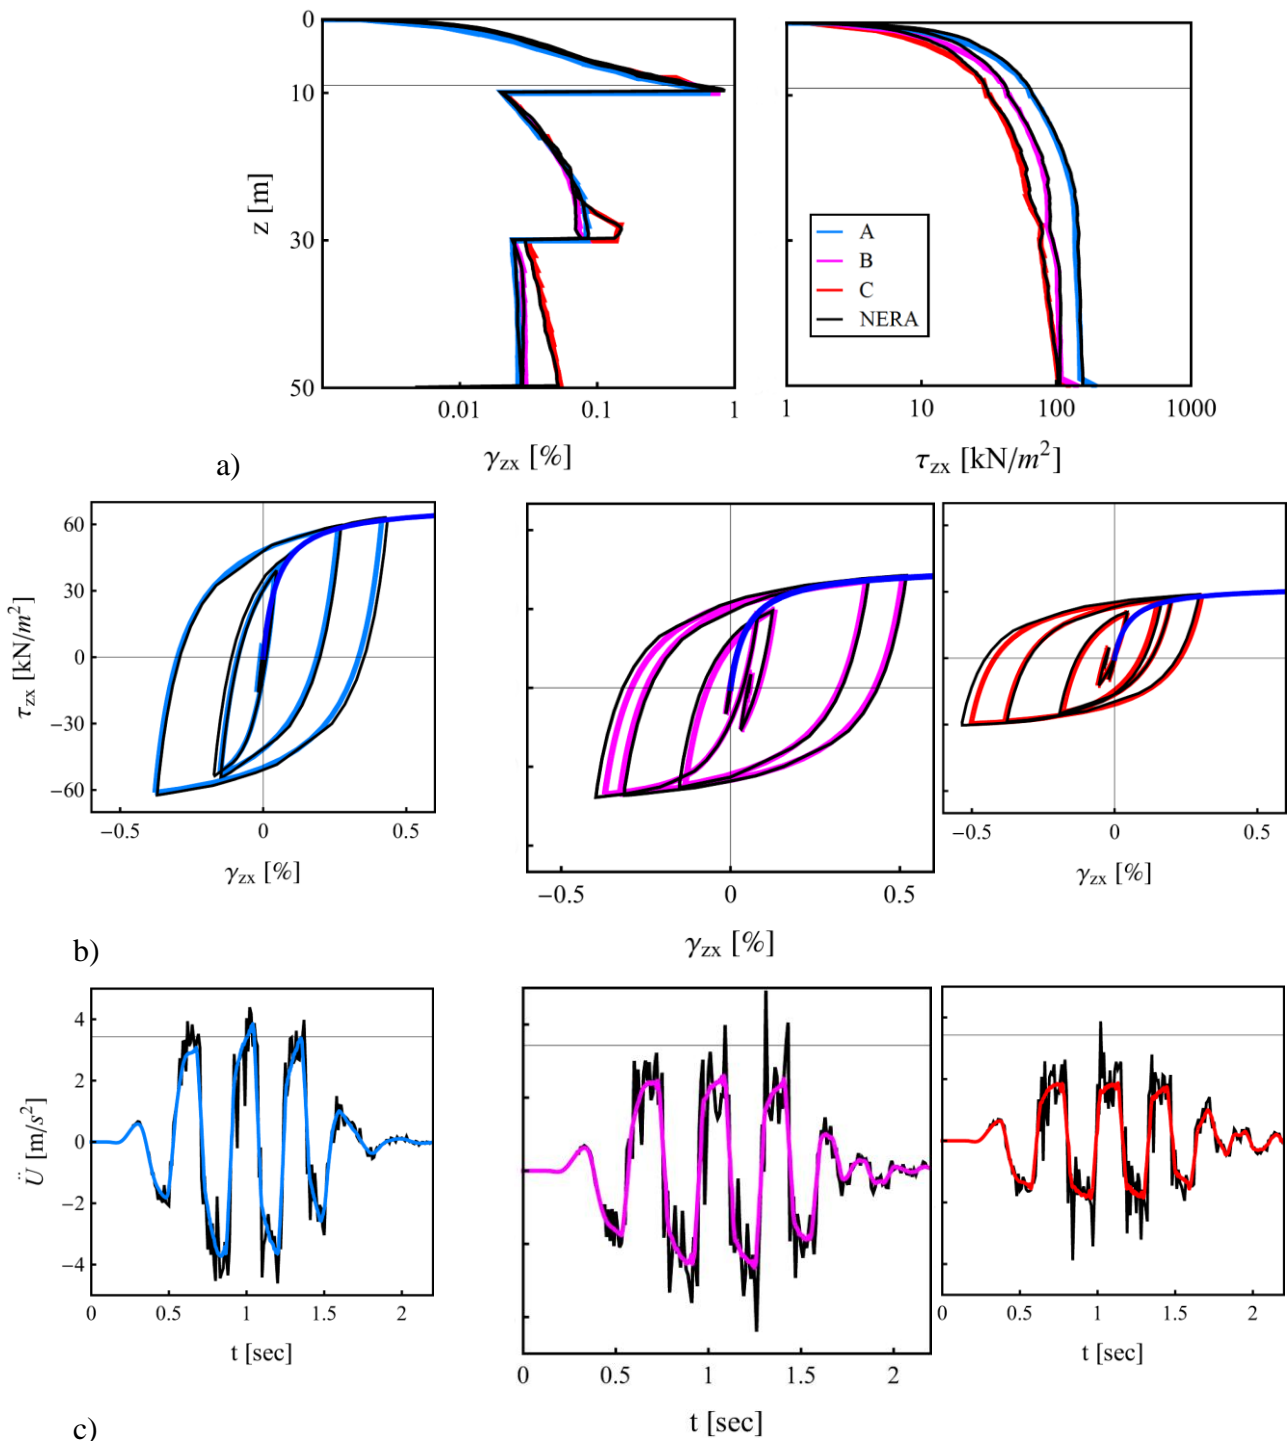 0
10
30
50
z [m]
0.01
0.1
1
γzx [%]
1
10
100
1000
τzx [kN/m²]
A
B
C
NERA
a)
60
30
0
−30
−60
τzx [kN/m²]
−0.5
0
0.5
γzx [%]
−0.5
0
0.5
γzx [%]
−0.5
0
0.5
γzx [%]
b)
4
2
0
−2
−4
Ü [m/s²]
0
0.5
1
1.5
2
t [sec]
0
0.5
1
1.5
2
t [sec]
0
0.5
1
1.5
2
t [sec]
c)